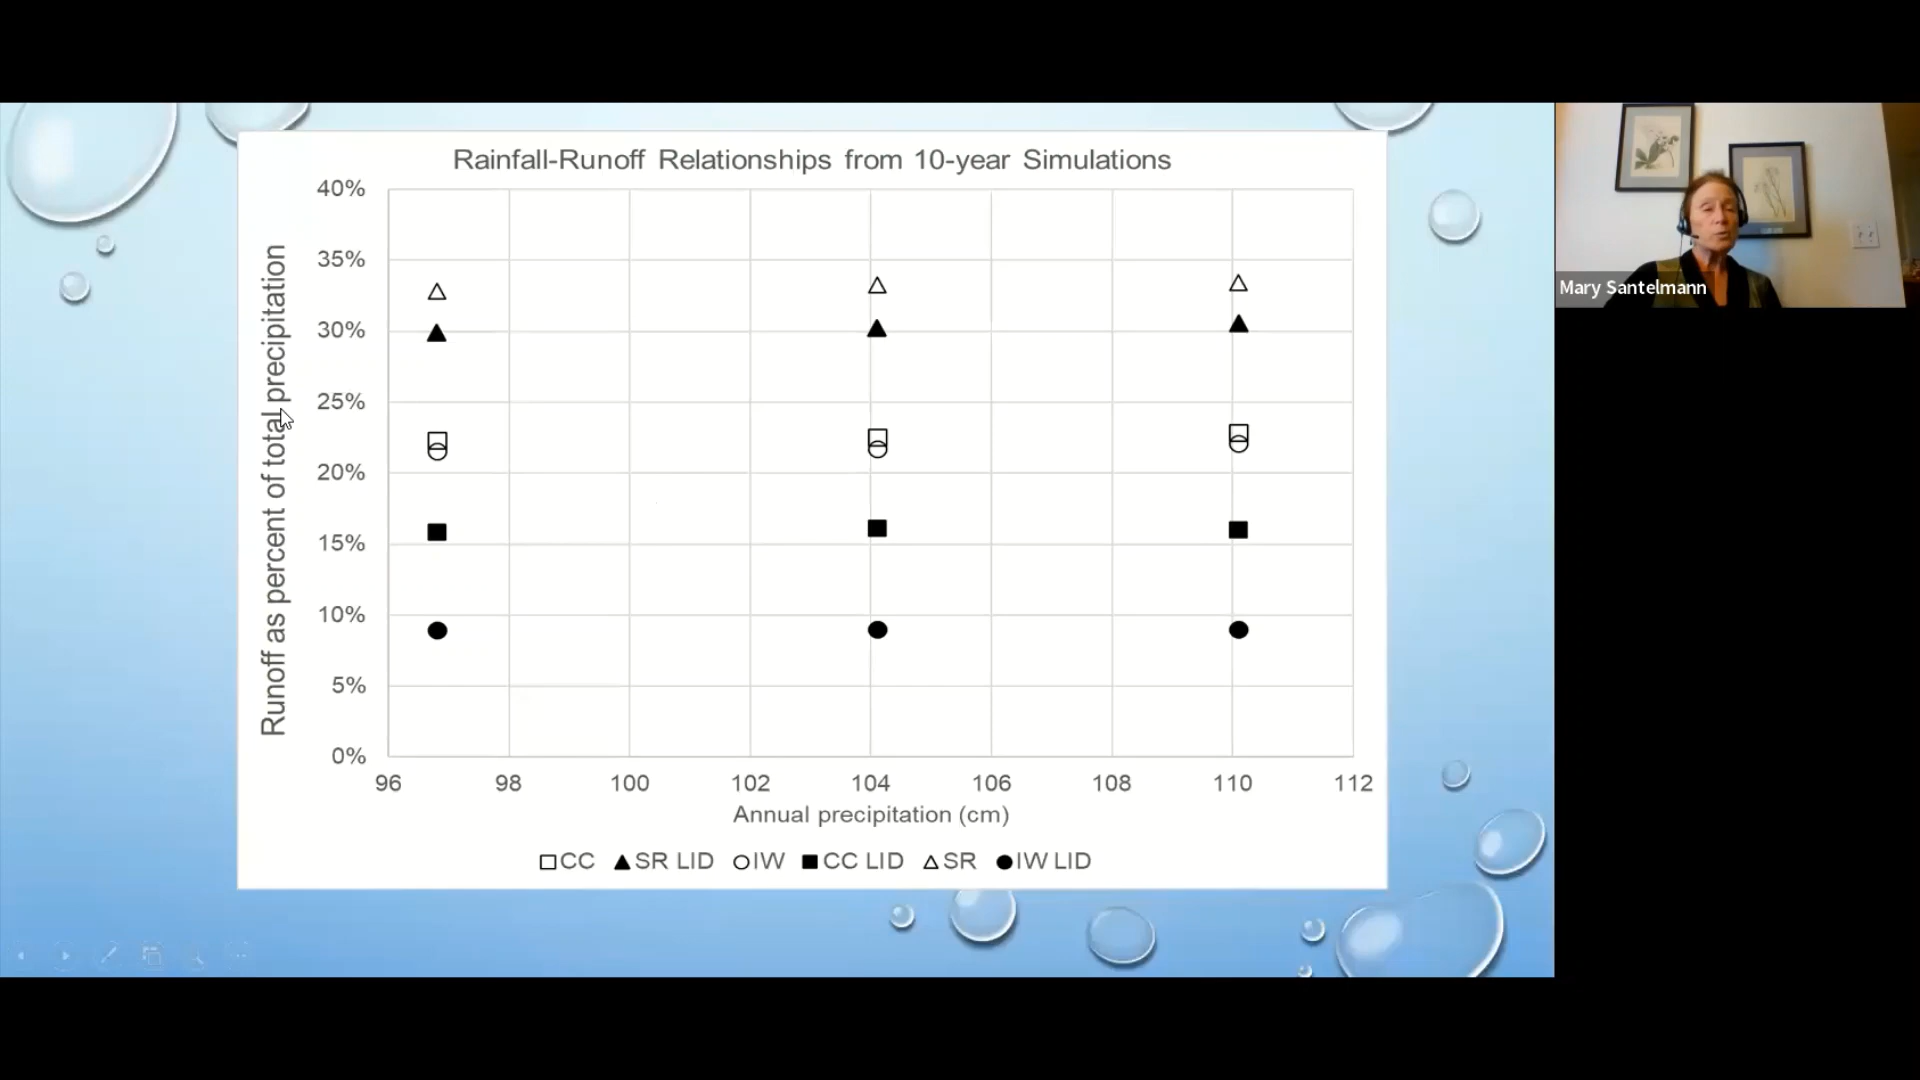 Rainfall-Runoff Relationships from 10-year Simulations
40%
35%
30%
25%
20%
15%
10%
5%
0%
Runoff as percent of total precipitation
96 98 100 102 104 106 108 110 112
Annual precipitation (cm)
CC SR LID IW CC LID SR IW LID
Mary Santelmann